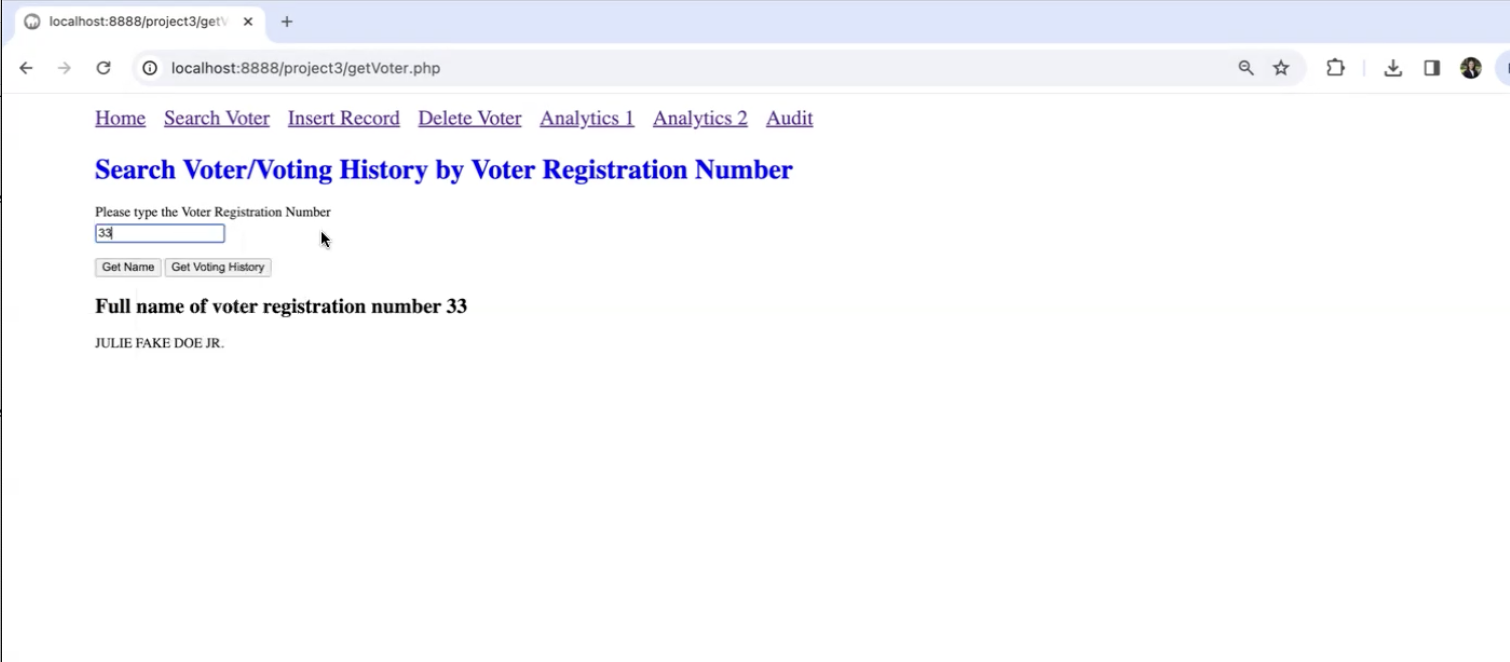 localhost:8888/project3/getV
localhost:8888/project3/getVoter.php
Home Search Voter Insert Record Delete Voter Analytics 1 Analytics 2 Audit
Search Voter/Voting History by Voter Registration Number
Please type the Voter Registration Number
33
Get Name Get Voting History
Full name of voter registration number 33
JULIE FAKE DOE JR.